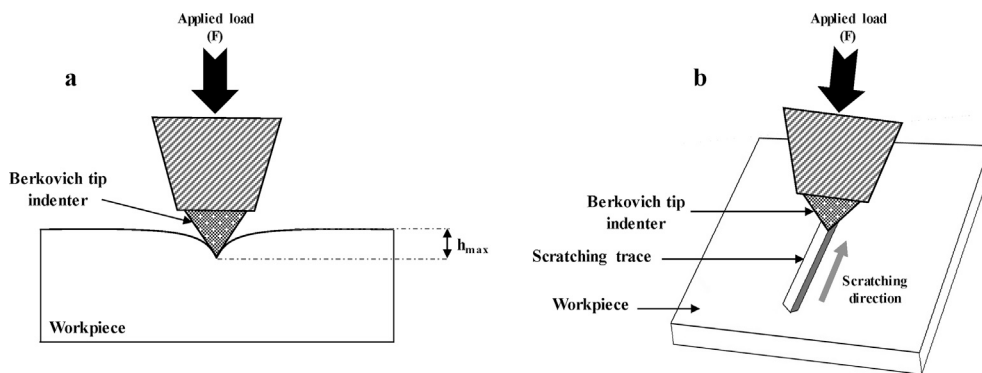 Applied load
(F)
a
Berkovich tip
indenter
hmax
Workpiece
Applied load
(F)
b
Berkovich tip
indenter
Scratching trace
Scratching
direction
Workpiece